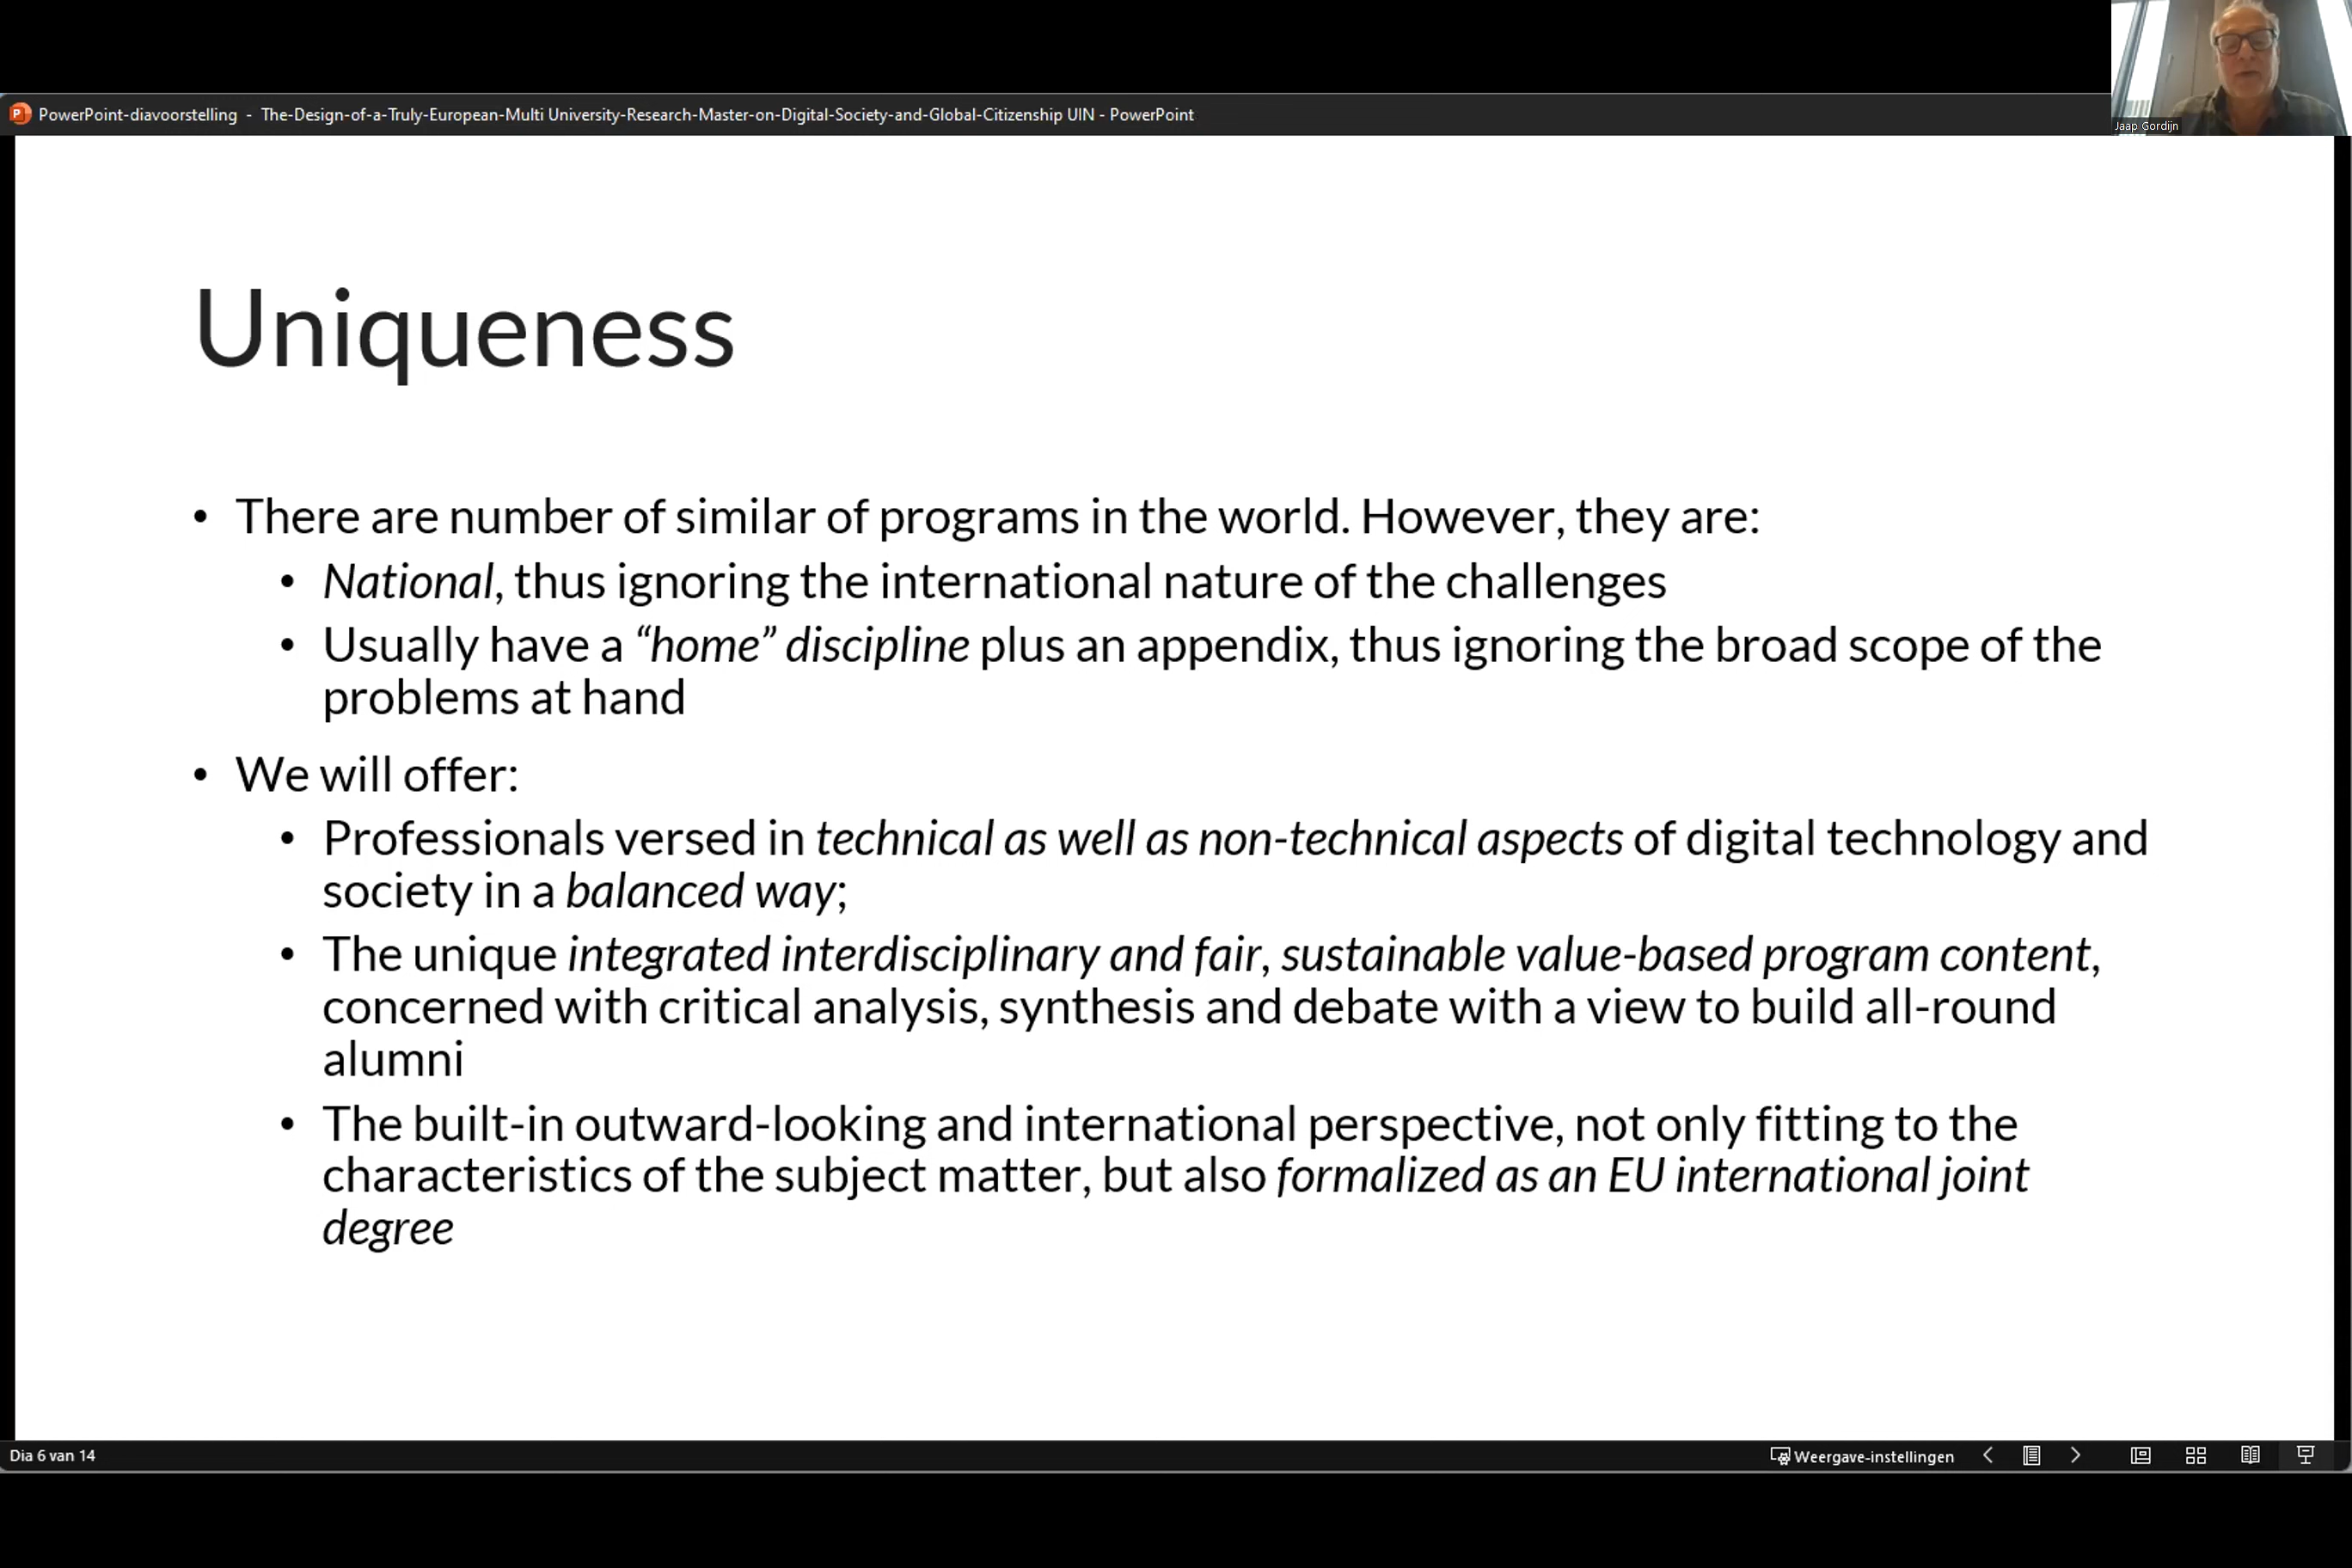 Jaap Gordijn
PowerPoint-diavoorstelling - The-Design-of-a-Truly-European-Multi University-Research-Master-on-Digital-Society-and-Global-Citizenship UIN - PowerPoint
Uniqueness
• There are number of similar of programs in the world. However, they are:
• National, thus ignoring the international nature of the challenges
• Usually have a “home” discipline plus an appendix, thus ignoring the broad scope of the
problems at hand
• We will offer:
• Professionals versed in technical as well as non-technical aspects of digital technology and
society in a balanced way;
• The unique integrated interdisciplinary and fair, sustainable value-based program content,
concerned with critical analysis, synthesis and debate with a view to build all-round
alumni
• The built-in outward-looking and international perspective, not only fitting to the
characteristics of the subject matter, but also formalized as an EU international joint
degree
Dia 6 van 14
Weergave-instellingen